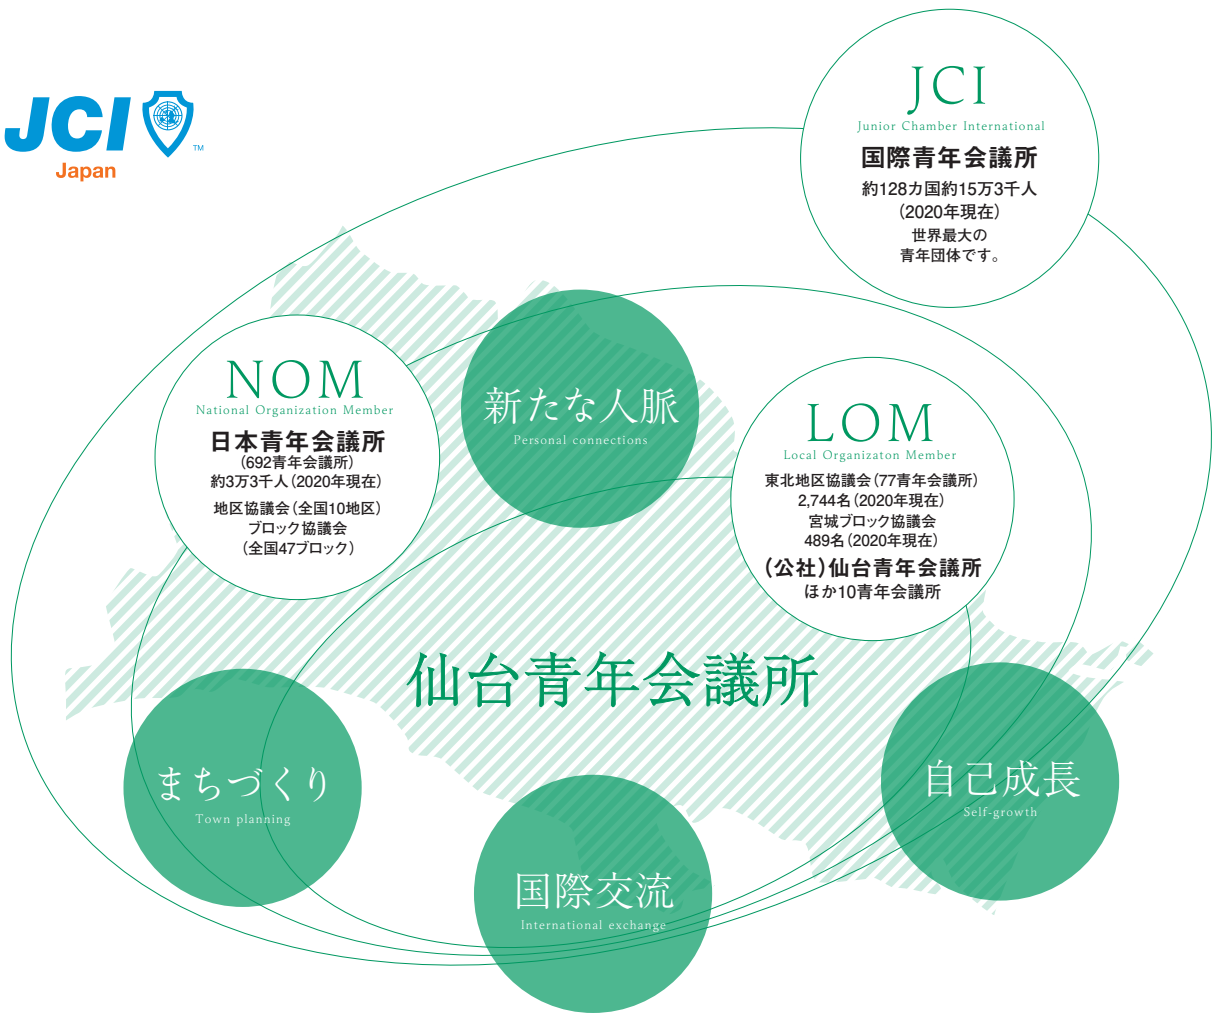 JCI
TM
Japan
JCI
Junior Chamber International
国際青年会議所
約128カ国約15万3千人
(2020年現在)
世界最大の
青年団体です。
NOM
National Organization Member
日本青年会議所
(692青年会議所)
約3万3千人(2020年現在)
地区協議会(全国10地区)
ブロック協議会
(全国47ブロック)
新たな人脈
Personal connections
LOM
Local Organizaton Member
東北地区協議会(77青年会議所)
2,744名(2020年現在)
宮城ブロック協議会
489名(2020年現在)
(公社)仙台青年会議所
ほか10青年会議所
仙台青年会議所
まちづくり
Town planning
国際交流
International exchange
自己成長
Self-growth